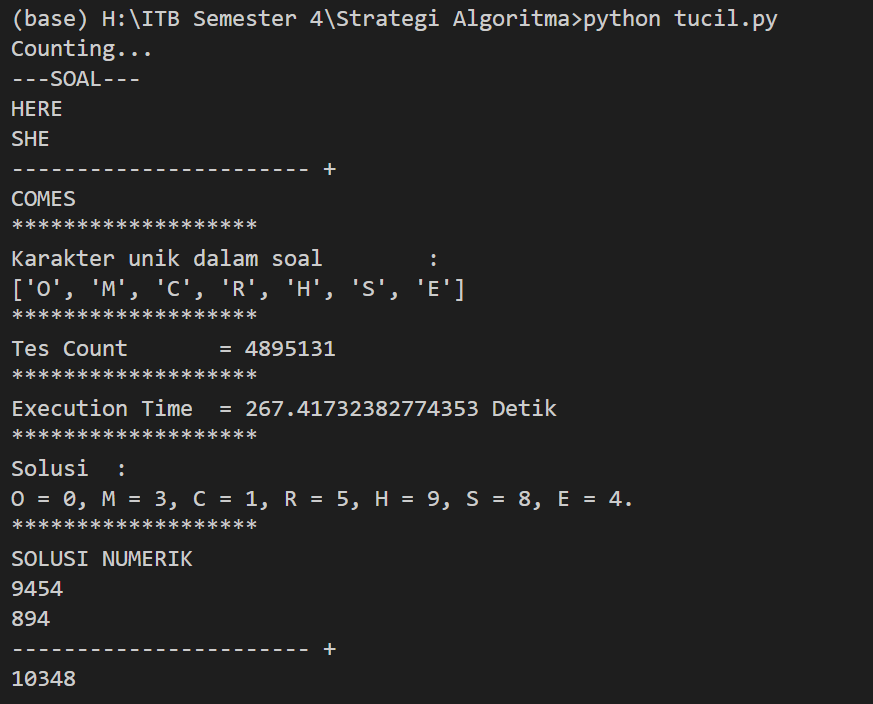 (base) H:\ITB Semester 4\Strategi Algoritma>python tucil.py
Counting...
---SOAL---
HERE
SHE
----------------------- +
COMES
*******************
Karakter unik dalam soal        :
['O', 'M', 'C', 'R', 'H', 'S', 'E']
*******************
Tes Count       = 4895131
*******************
Execution Time  = 267.41732382774353 Detik
*******************
Solusi  :
O = 0, M = 3, C = 1, R = 5, H = 9, S = 8, E = 4.
*******************
SOLUSI NUMERIK
9454
894
----------------------- +
10348